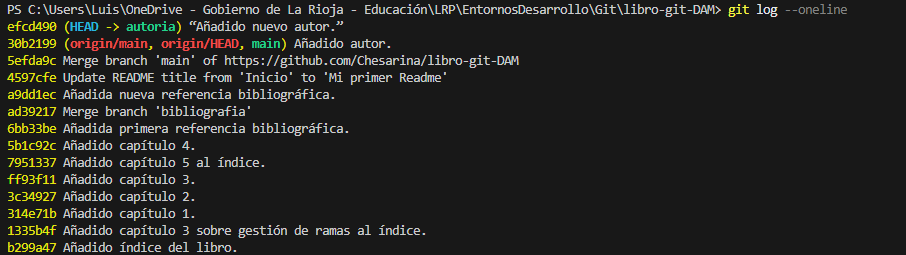 PS C:\Users\Luis\OneDrive - Gobierno de La Rioja - Educación\LRP\EntornosDesarrollo\Git\libro-git-DAM> git log --oneline
efcd490 (HEAD -> autoria) “Añadido nuevo autor.”
30b2199 (origin/main, origin/HEAD, main) Añadido autor.
5efda9c Merge branch 'main' of https://github.com/Chesarina/libro-git-DAM
4597cfe Update README title from 'Inicio' to 'Mi primer Readme'
a9dd1ec Añadida nueva referencia bibliográfica.
ad39217 Merge branch 'bibliografia'
6bb33be Añadida primera referencia bibliográfica.
5b1c92c Añadido capítulo 4.
7951337 Añadido capítulo 5 al índice.
ff93f11 Añadido capítulo 3.
3c34927 Añadido capítulo 2.
314e71b Añadido capítulo 1.
1335b4f Añadido capítulo 3 sobre gestión de ramas al índice.
b299a47 Añadido índice del libro.